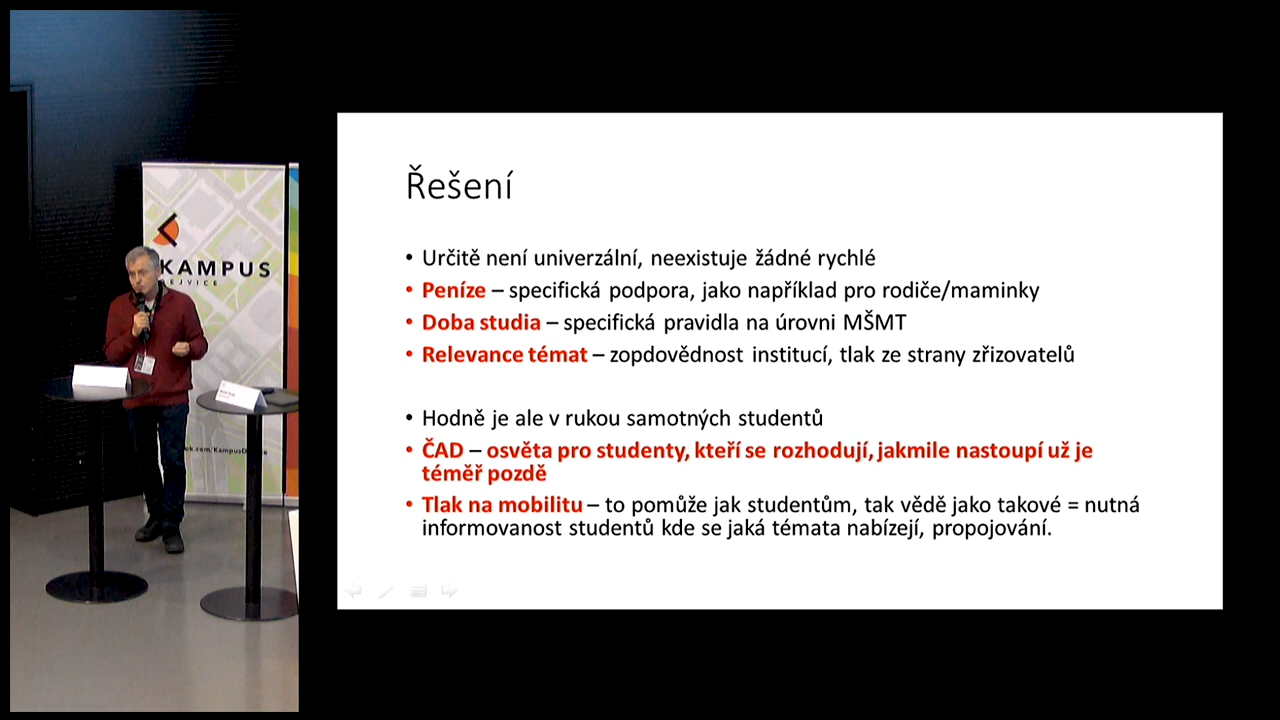 KAMPUS
Řešení
• Určitě není univerzální, neexistuje žádné rychlé
• Peníze – specifická podpora, jako například pro rodiče/maminky
• Doba studia – specifická pravidla na úrovni MŠMT
• Relevance témat – zopdovědnost institucí, tlak ze strany zřizovatelů
• Hodně je ale v rukou samotných studentů
• ČAD – osvěta pro studenty, kteří se rozhodují, jakmile nastoupí už je
téměř pozdě
• Tlak na mobilitu – to pomůže jak studentům, tak vědě jako takové = nutná
informovanost studentů kde se jaká témata nabízejí, propojování.